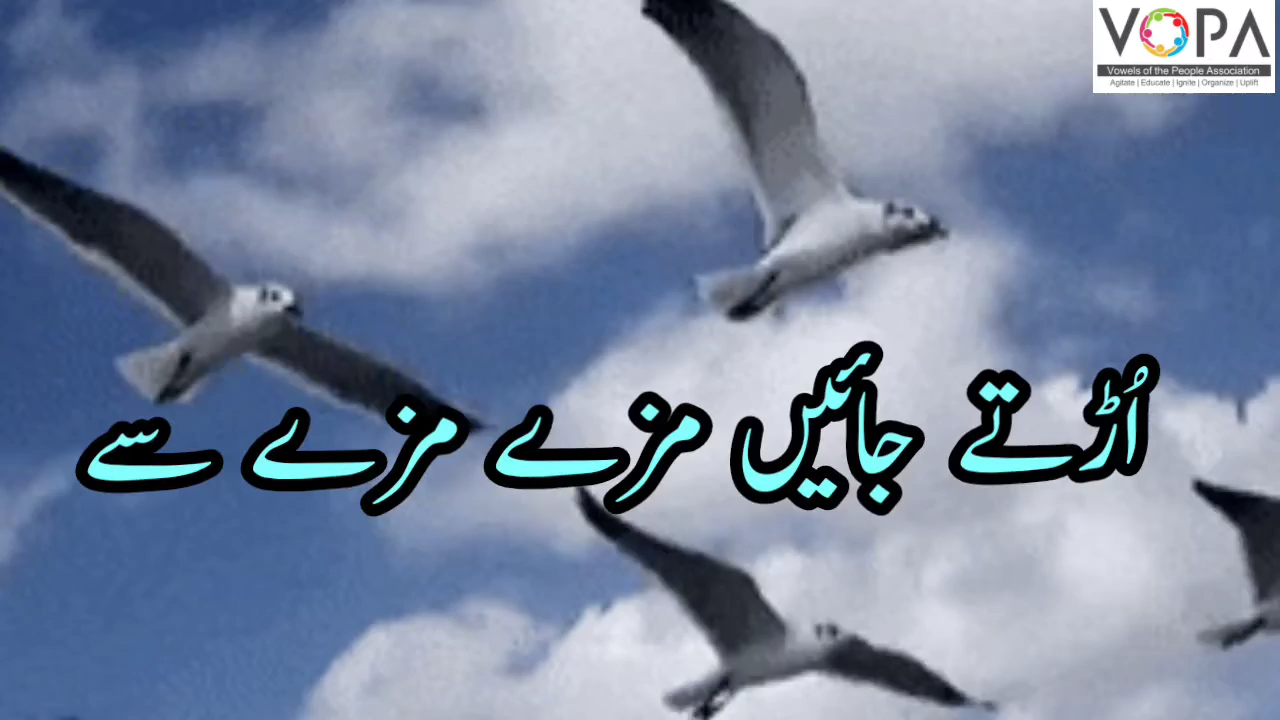 VOPA
Vowels of the People Association
Agitate | Educate | Ignite | Organize | Uplift
اُڑتے جائیں مزے مزے سے